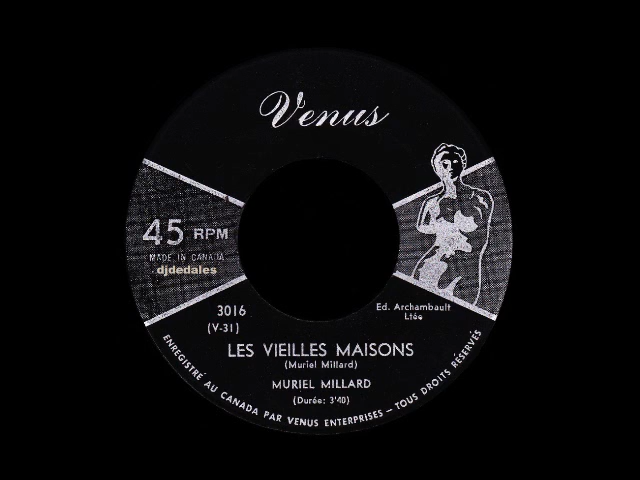 Venus
45 RPM
MADE IN CANADA
djdedales
3016
(V-31)
Ed. Archambault
Ltée
LES VIEILLES MAISONS
(Muriel Millard)
MURIEL MILLARD
(Durée: 3'40)
ENREGISTRÉ AU CANADA PAR VENUS ENTERPRISES – TOUS DROITS RÉSERVÉS